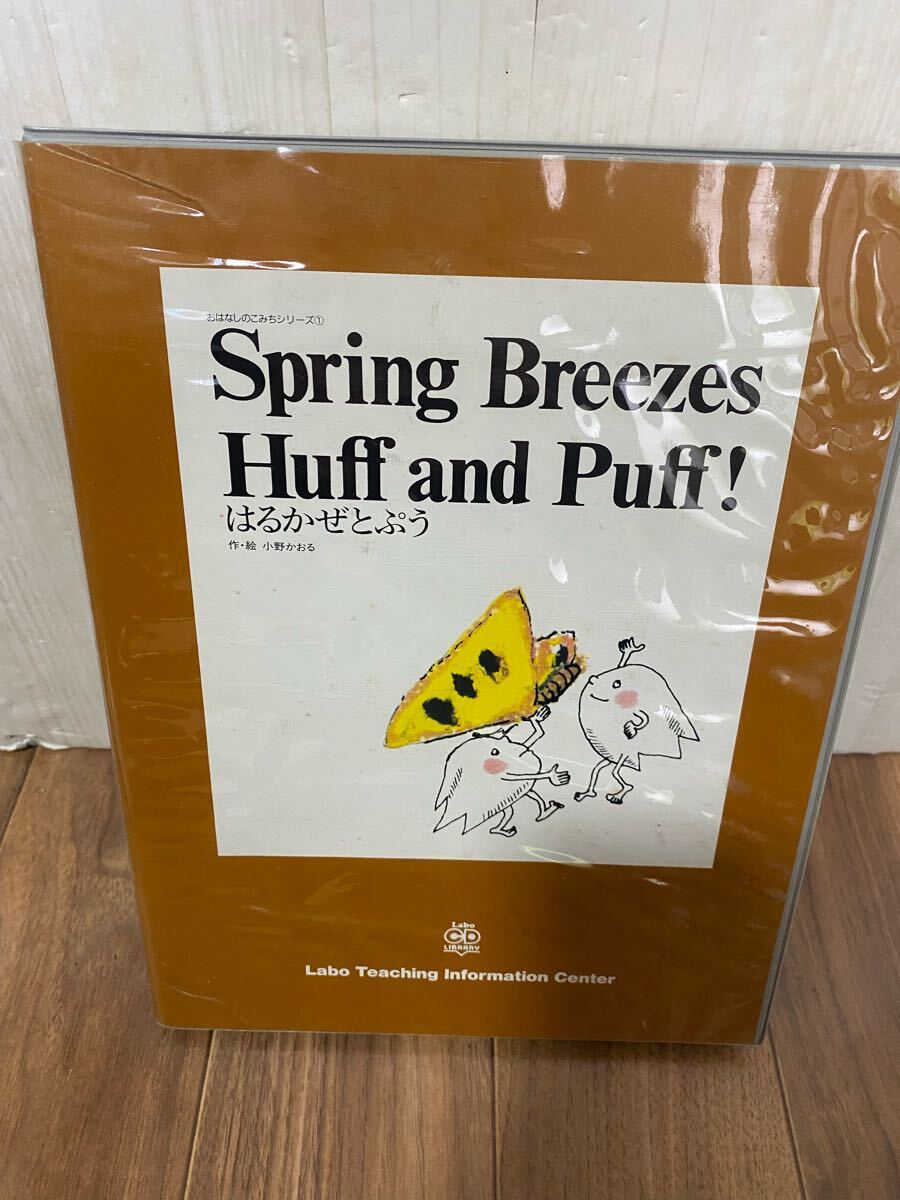 おはなしのこみちシリーズ①
Spring Breezes
Huff and Puff!
はるかぜとぷう
作・絵 小野かおる
Labo
CD
LIBRARY
Labo Teaching Information Center